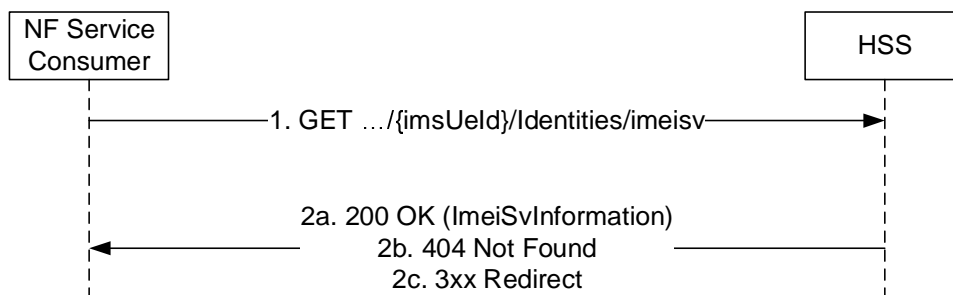 NF Service
Consumer
HSS
1. GET …/{imsUeId}/Identities/imeisv
2a. 200 OK (ImeiSvInformation)
2b. 404 Not Found
2c. 3xx Redirect